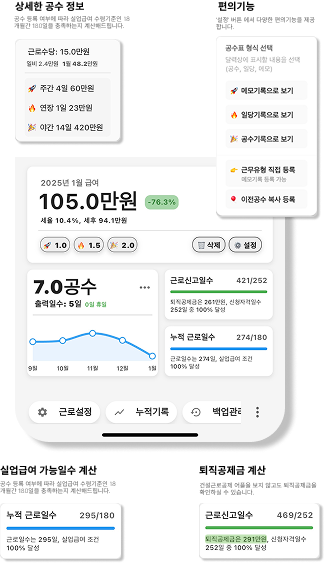 상세한 공수 정보
공수 등록 여부에 따라 실업급여 수령기준인 18
개월간 180일을 충족하는지 계산해드립니다.
근로수당: 15.0만원
일비 2.4만원 1월 48.2만원
🚀 주간 4일 60만원
🔥 연장 1일 23만원
🎉 야간 14일 420만원
편의기능
'설정' 버튼 에서 다양한 편의기능을 제공
합니다.
공수표 형식 선택
달력상에 표시할 내용을 선택
(공수, 일당, 메모)
🚀 메모기록으로 보기
🔥 일당기록으로 보기
🎉 공수기록으로 보기
👉 근무유형 직접 등록
메모기록 등록 가능
🎈 이전공수 복사 등록
2025년 1월 급여
105.0만원 -76.3%
세율 10.4%, 세후 94.1만원
🚀 1.0 🔥 1.5 🎉 2.0 삭제 설정
7.0공수
출력일수: 5일 0일 휴일
9월 10월 11월 12월 1월
근로신고일수 421/252
퇴직공제금은 261만원, 신청자격일수
252일 중 100% 달성
누적 근로일수 274/180
근로일수는 274일, 실업급여 조건
100% 달성
근로설정 누적기록 백업관리
실업급여 가능일수 계산
공수 등록 여부에 따라 실업급여 수령기준인 18
개월간 180일을 충족하는지 계산해드립니다.
누적 근로일수 295/180
근로일수는 295일, 실업급여 조건
100% 달성
퇴직공제금 계산
건설근로공제 어플을 보지 않고도 퇴직공제금을
확인하실 수 있습니다.
근로신고일수 469/252
퇴직공제금은 291만원, 신청자격일수
252일 중 100% 달성